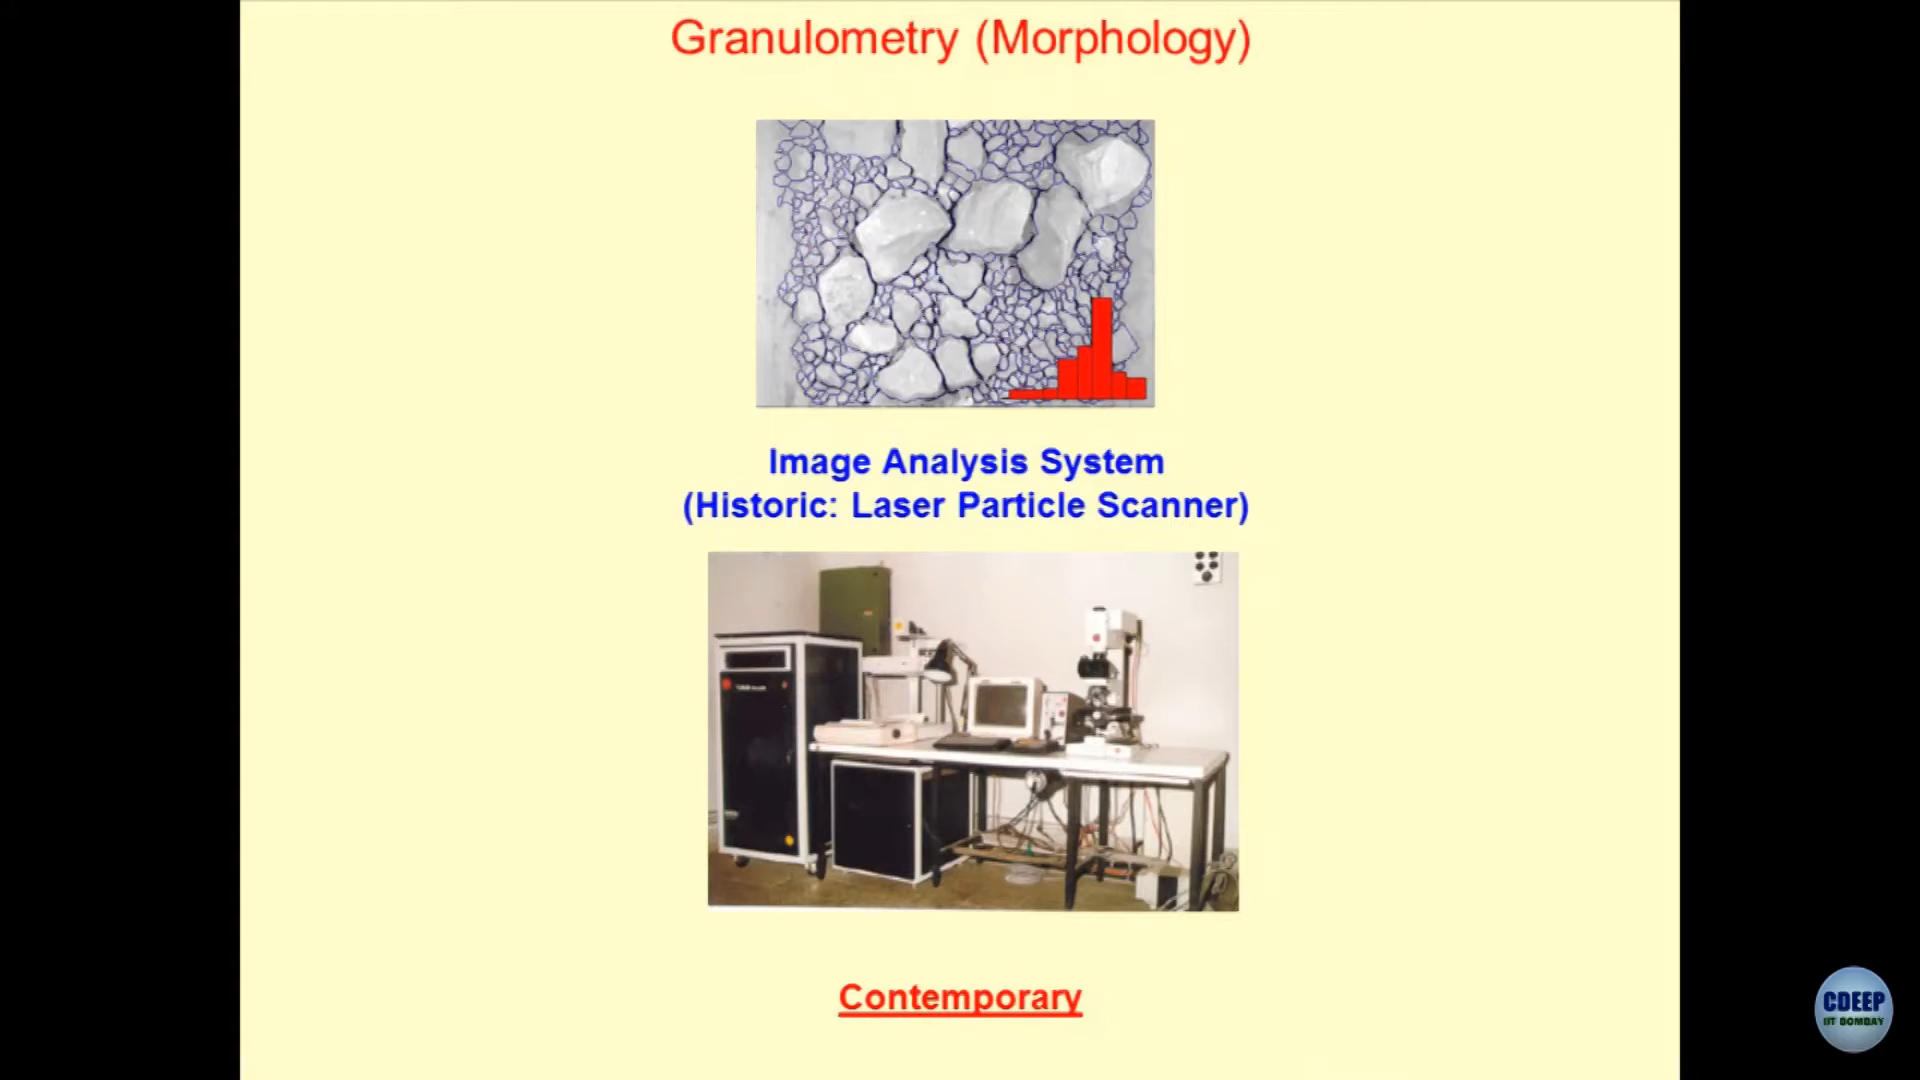 Granulometry (Morphology)
Image Analysis System
(Historic: Laser Particle Scanner)
Contemporary
CDEEP
IIT BOMBAY